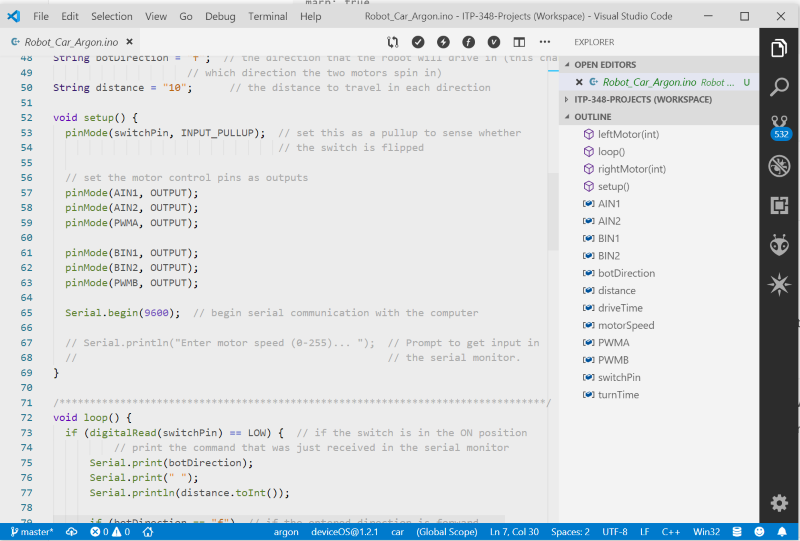 File Edit Selection View Go Debug Terminal Help Robot_Car_Argon.ino - ITP-348-Projects (Workspace) - Visual Studio Code
Robot_Car_Argon.ino
48 String botDirection = "f"; // the direction that the robot will drive in (this cha
49 // which direction the two motors spin in)
50 String distance = "10"; // the distance to travel in each direction
51
52 void setup() {
53 pinMode(switchPin, INPUT_PULLUP); // set this as a pullup to sense whether
54 // the switch is flipped
55
56 // set the motor control pins as outputs
57 pinMode(AIN1, OUTPUT);
58 pinMode(AIN2, OUTPUT);
59 pinMode(PWMA, OUTPUT);
60
61 pinMode(BIN1, OUTPUT);
62 pinMode(BIN2, OUTPUT);
63 pinMode(PWMB, OUTPUT);
64
65 Serial.begin(9600); // begin serial communication with the computer
66
67 // Serial.println("Enter motor speed (0-255)... "); // Prompt to get input in
68 // // the serial monitor.
69 }
70
71 /********************************************************************************/
72 void loop() {
73 if (digitalRead(switchPin) == LOW) { // if the switch is in the ON position
74 // print the command that was just received in the serial monitor
75 Serial.print(botDirection);
76 Serial.print(" ");
77 Serial.println(distance.toInt());
78
79 if (botDirection == "f") // if the entered direction is forward
EXPLORER
OPEN EDITORS
Robot_Car_Argon.ino Robot ... U
ITP-348-PROJECTS (WORKSPACE)
OUTLINE
leftMotor(int)
loop()
rightMotor(int)
setup()
AIN1
AIN2
BIN1
BIN2
botDirection
distance
driveTime
motorSpeed
PWMA
PWMB
switchPin
turnTime
532
master* 0 0 argon deviceOS@1.2.1 car (Global Scope) Ln 7, Col 30 Spaces: 2 UTF-8 LF C++ Win32